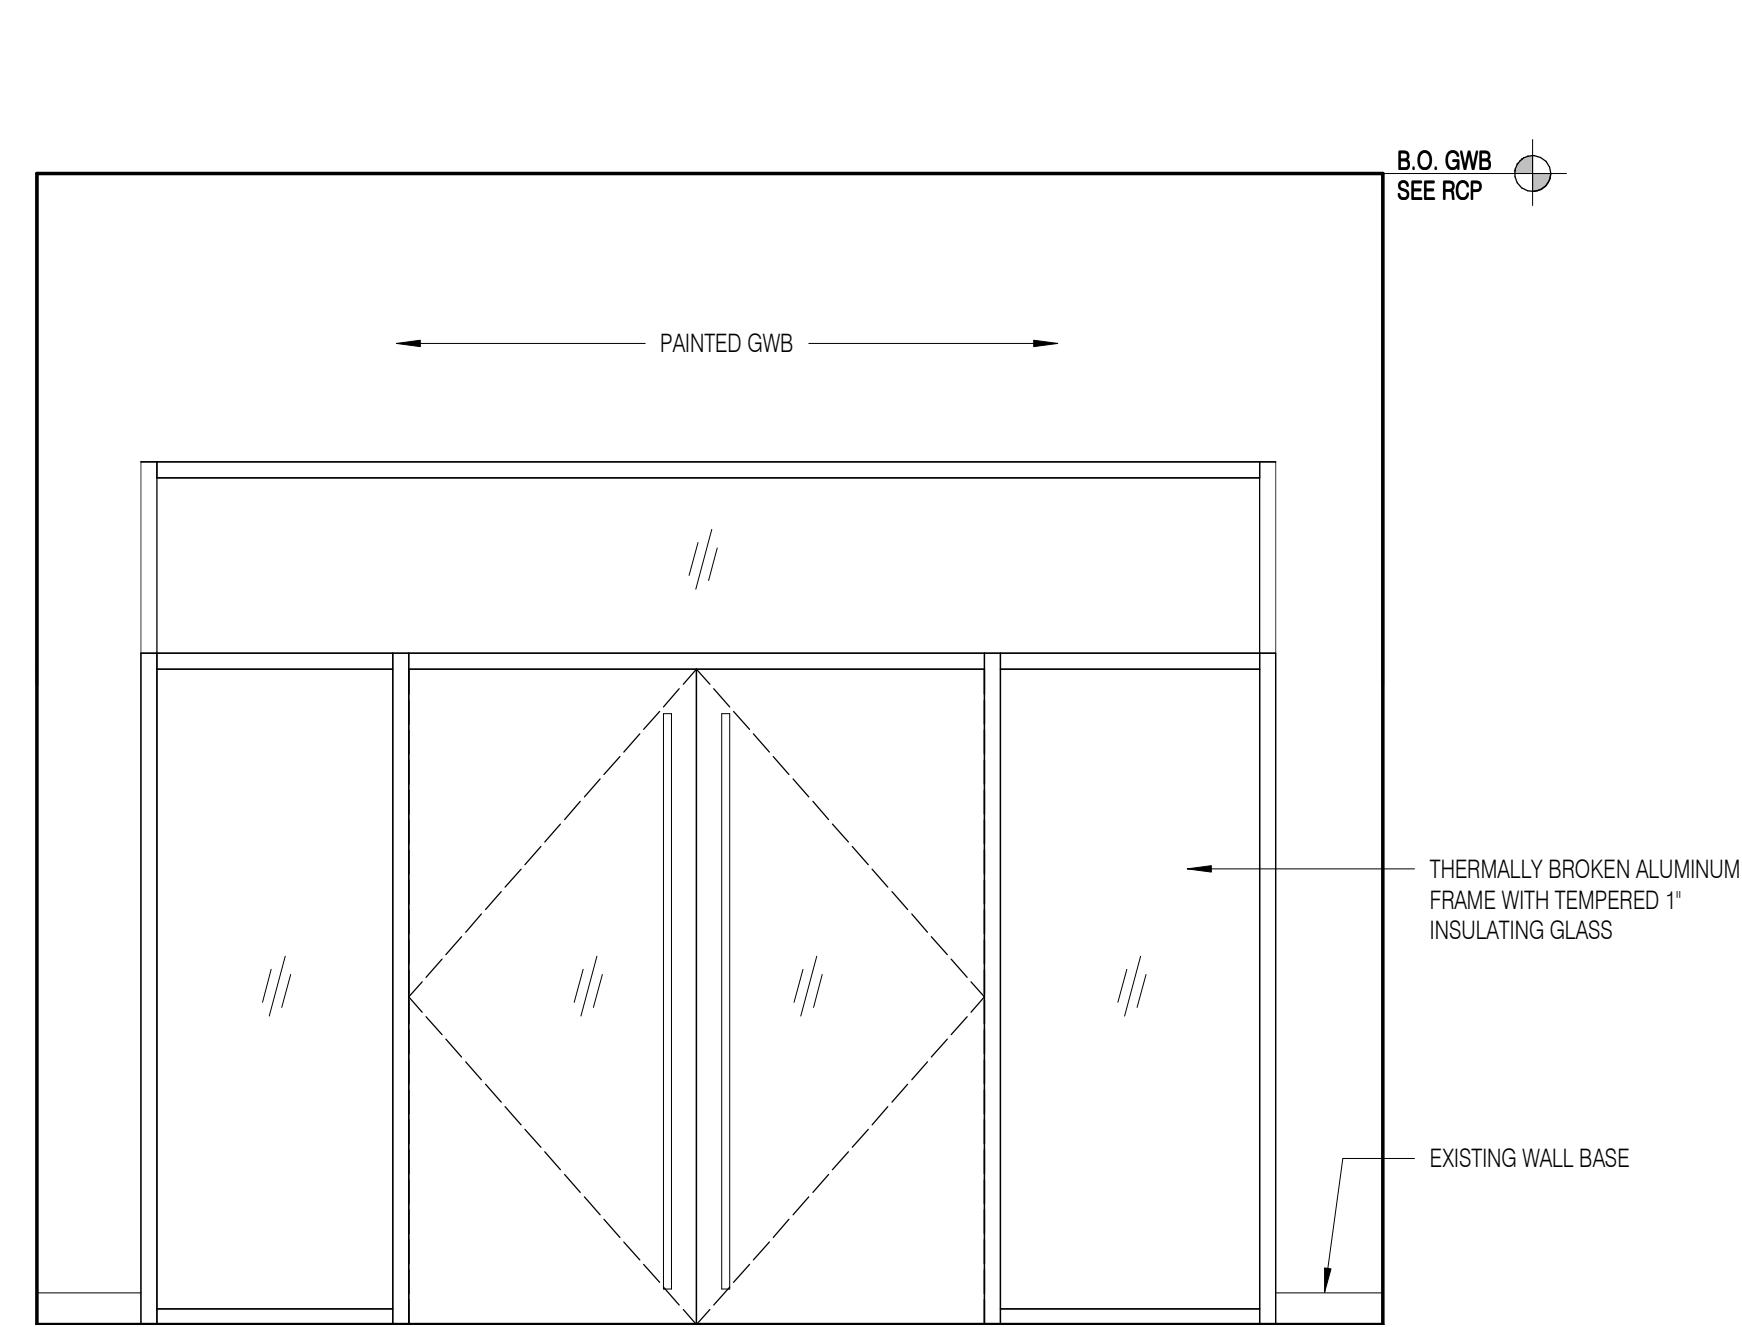 B.O. GWB
SEE RCP
PAINTED GWB
THERMALLY BROKEN ALUMINUM
FRAME WITH TEMPERED 1"
INSULATING GLASS
EXISTING WALL BASE